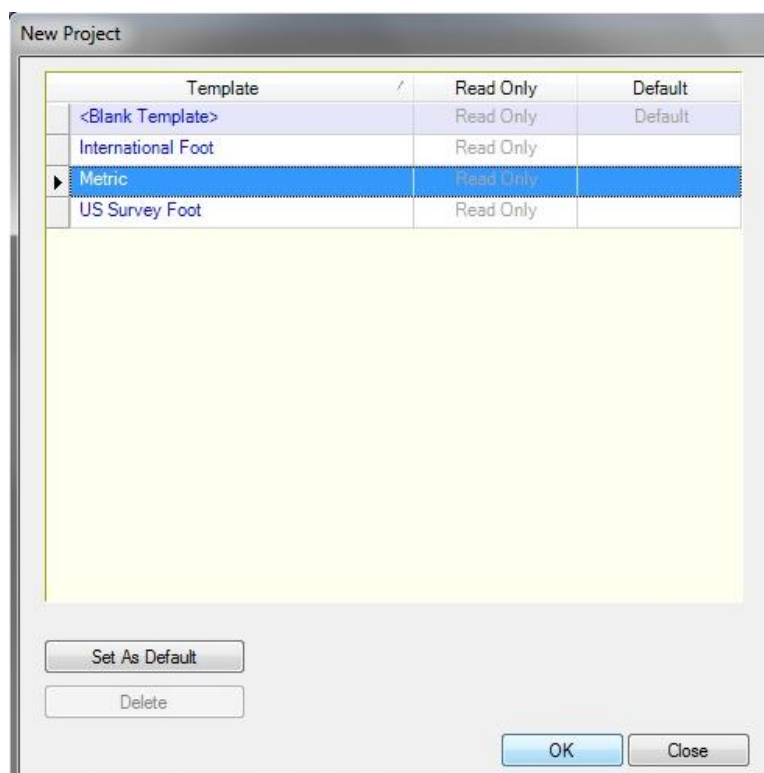 New Project
Template Read Only Default
<Blank Template> Read Only Default
International Foot Read Only
Metric Read Only
US Survey Foot Read Only
Set As Default
Delete
OK Close